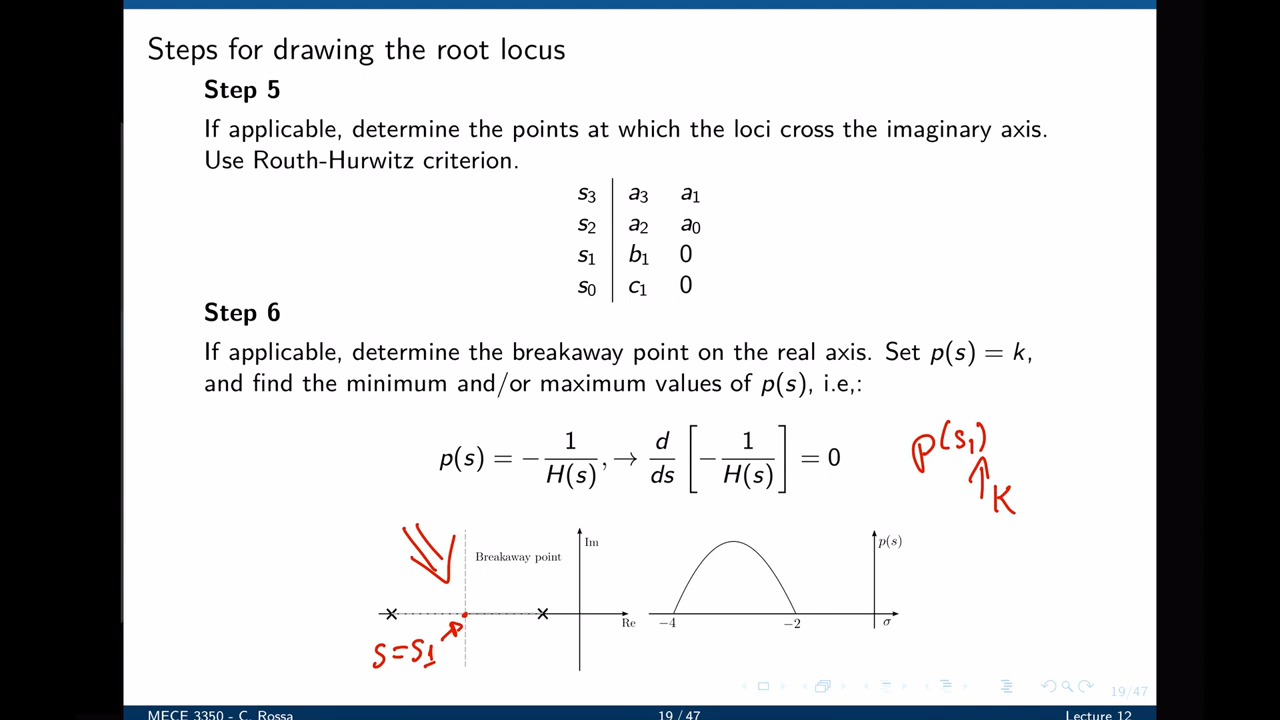 Steps for drawing the root locus
Step 5
If applicable, determine the points at which the loci cross the imaginary axis.
Use Routh-Hurwitz criterion.
s₃ a₃ a₁
s₂ a₂ a₀
s₁ b₁ 0
s₀ c₁ 0
Step 6
If applicable, determine the breakaway point on the real axis. Set p(s) = k,
and find the minimum and/or maximum values of p(s), i.e,:
p(s) = − 1/H(s), → d/ds [− 1/H(s)] = 0
p(s₁)
K
Im
Breakaway point
Re
s=s₁
p(s)
−4
−2
σ
19/47
MECE 3350 - C. Rossa
19 / 47
Lecture 12